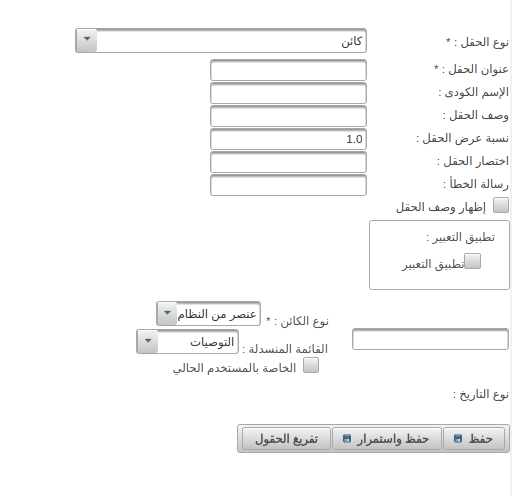 نوع الحقل : * كائن
عنوان الحقل : *
الإسم الكودى :
وصف الحقل :
نسبة عرض الحقل : 1.0
اختصار الحقل :
رسالة الخطأ :
إظهار وصف الحقل
تطبيق التعبير :
تطبيق التعبير
نوع الكائن : * عنصر من النظام
القائمة المنسدلة : التوصيات
الخاصة بالمستخدم الحالي
نوع التاريخ :
حفظ حفظ واستمرار تفريغ الحقول